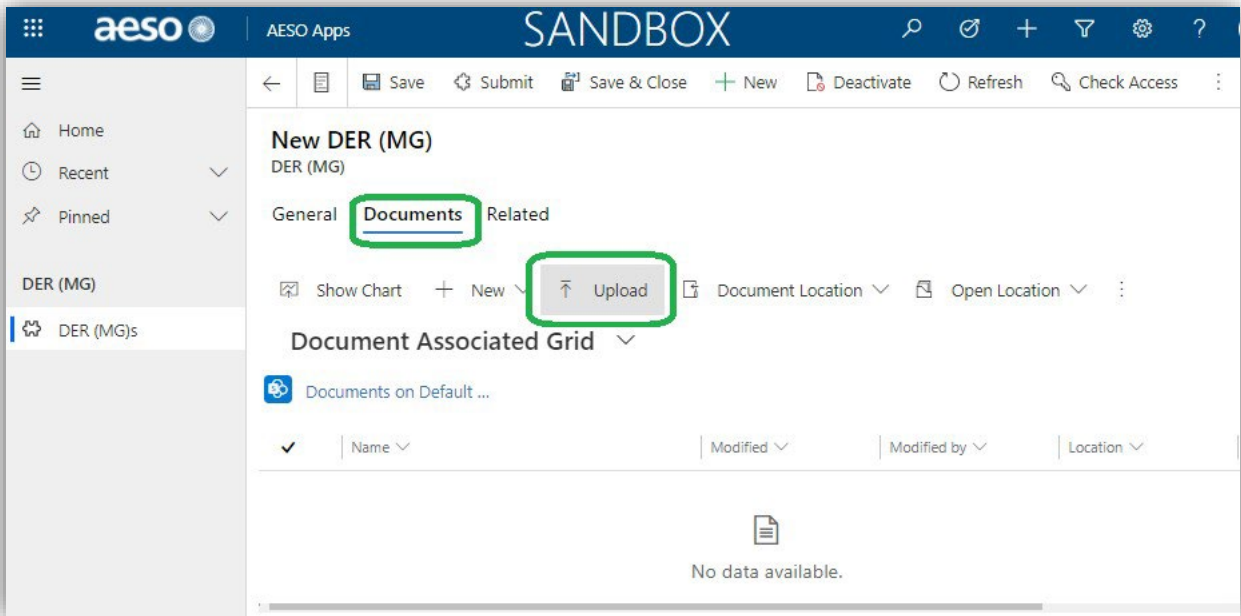 aeso AESO Apps SANDBOX ?
← Save Submit Save & Close + New Deactivate Refresh Check Access
Home
Recent
Pinned
DER (MG)
DER (MG)s
New DER (MG)
DER (MG)
General Documents Related
Show Chart + New Upload Document Location Open Location
Document Associated Grid
Documents on Default ...
Name Modified Modified by Location
No data available.